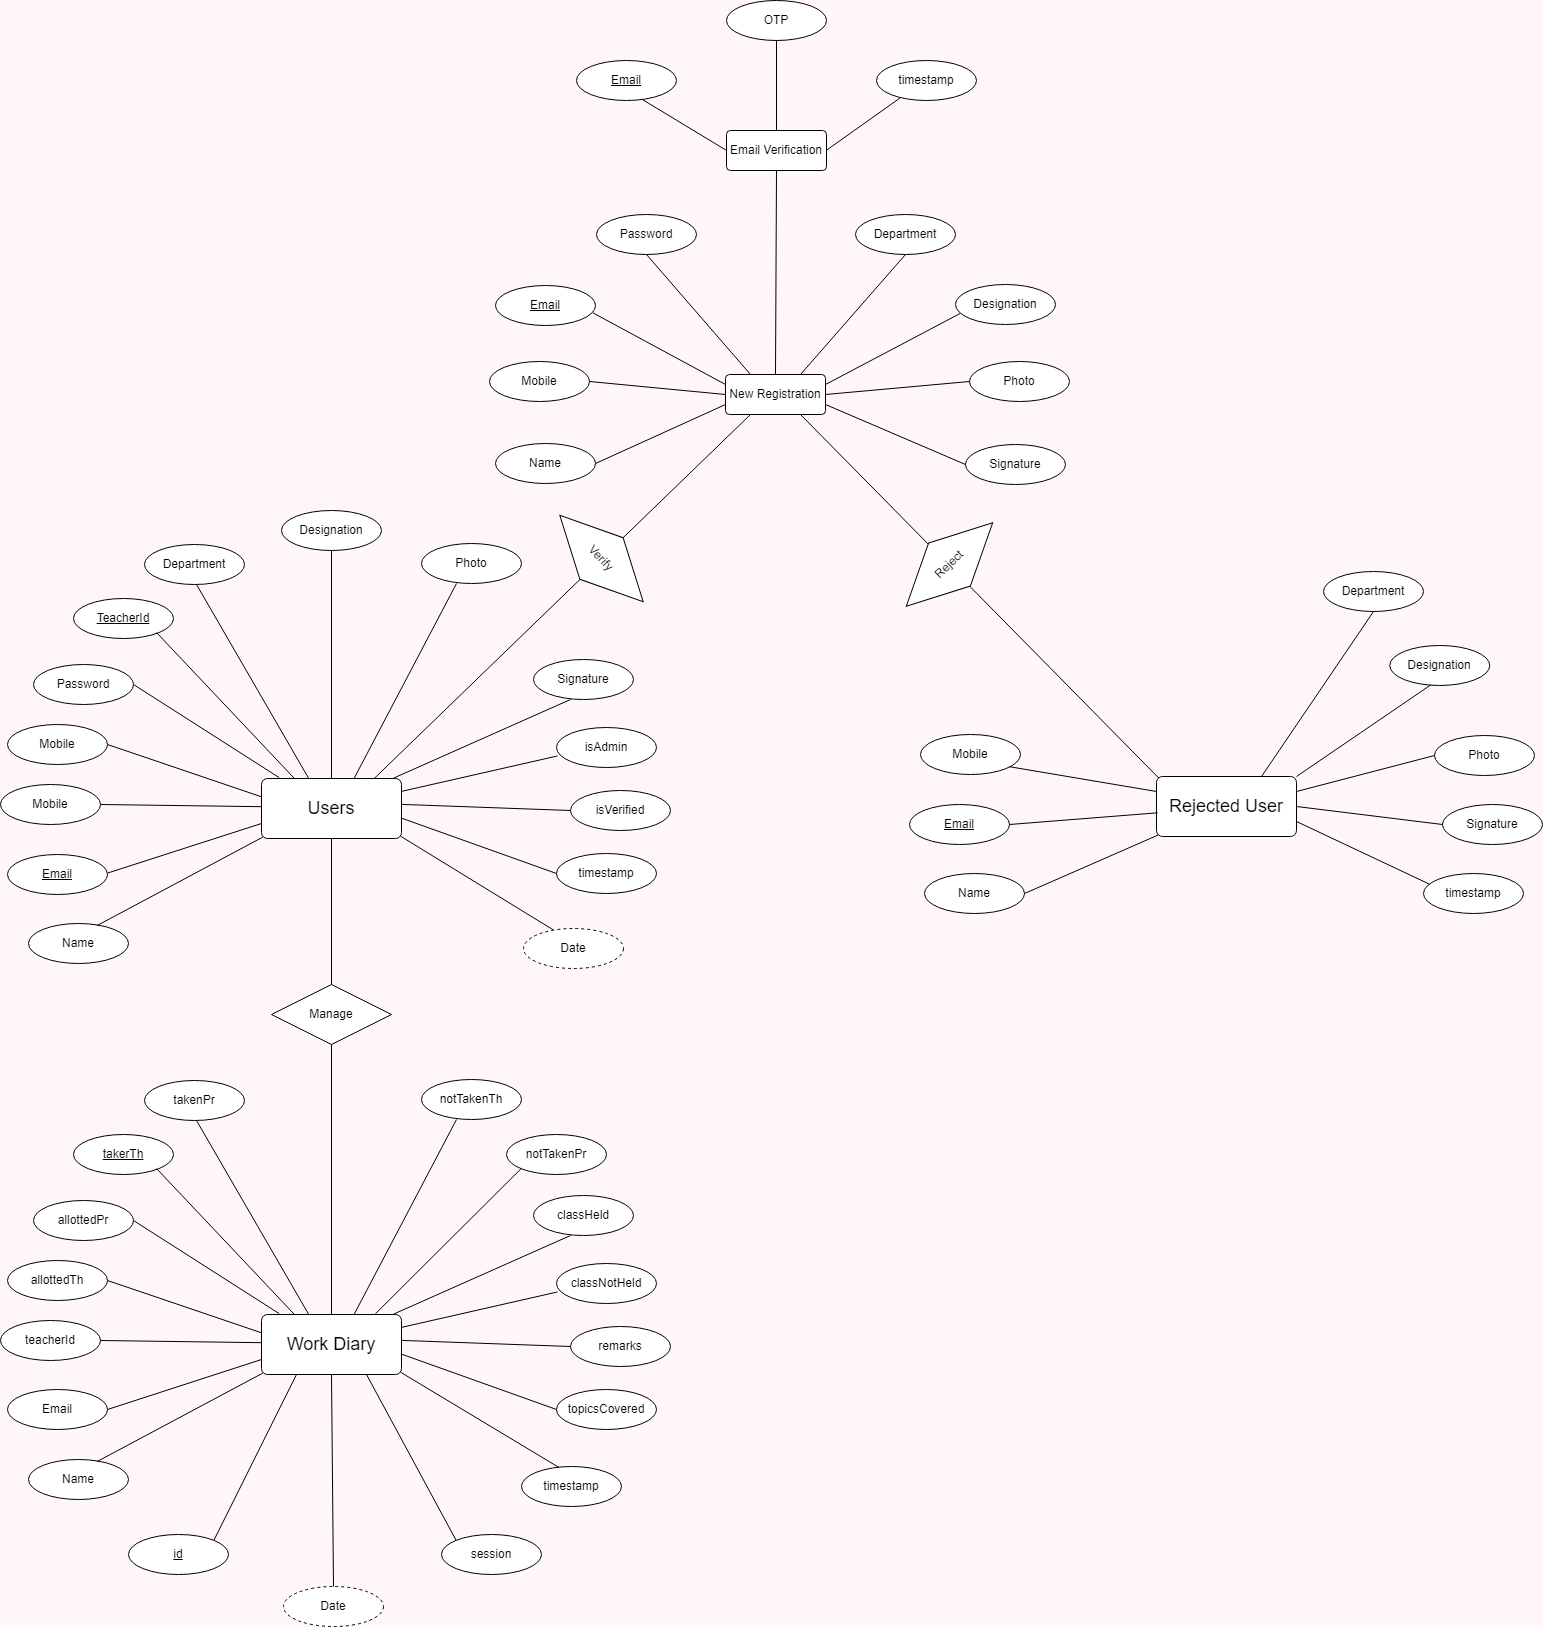 OTP
Email
timestamp
Email Verification
Password
Department
Email
Designation
Mobile
Photo
New Registration
Name
Signature
Verify
Reject
Designation
Department
Photo
TeacherId
Password
Signature
Mobile
isAdmin
Mobile
isVerified
Users
Email
timestamp
Name
Date
Department
Designation
Mobile
Photo
Rejected User
Email
Signature
Name
timestamp
Manage
takenPr
notTakenTh
takerTh
notTakenPr
allottedPr
classHeld
allottedTh
classNotHeld
teacherId
remarks
Work Diary
Email
topicsCovered
Name
timestamp
id
session
Date